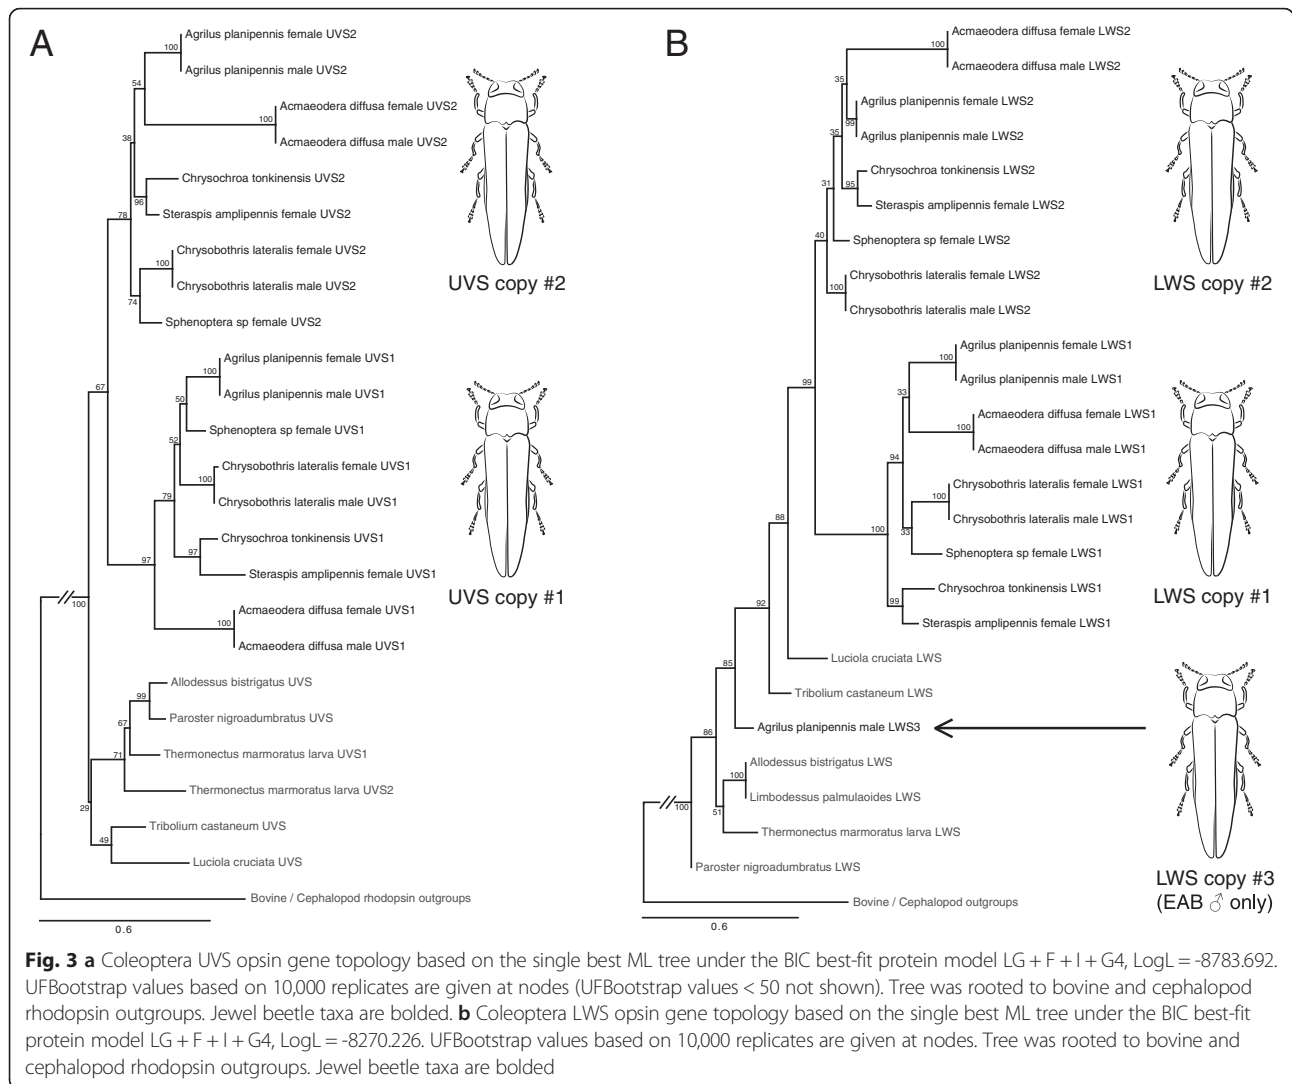 A
Agrilus planipennis female UVS2
100
Agrilus planipennis male UVS2
54
Acmaeodera diffusa female UVS2
100
Acmaeodera diffusa male UVS2
38
Chrysochroa tonkinensis UVS2
96
Steraspis amplipennis female UVS2
78
Chrysobothris lateralis female UVS2
100
Chrysobothris lateralis male UVS2
74
Sphenoptera sp female UVS2
UVS copy #2
67
Agrilus planipennis female UVS1
100
Agrilus planipennis male UVS1
50
Sphenoptera sp female UVS1
52
Chrysobothris lateralis female UVS1
100
Chrysobothris lateralis male UVS1
79
Chrysochroa tonkinensis UVS1
97
Steraspis amplipennis female UVS1
97
Acmaeodera diffusa female UVS1
100
Acmaeodera diffusa male UVS1
UVS copy #1
100
Allodessus bistrigatus UVS
99
Paroster nigroadumbratus UVS
67
Thermonectus marmoratus larva UVS1
71
Thermonectus marmoratus larva UVS2
29
Tribolium castaneum UVS
49
Luciola cruciata UVS
Bovine / Cephalopod rhodopsin outgroups
0.6
B
Acmaeodera diffusa female LWS2
100
Acmaeodera diffusa male LWS2
35
Agrilus planipennis female LWS2
99
Agrilus planipennis male LWS2
35
Chrysochroa tonkinensis LWS2
95
Steraspis amplipennis female LWS2
31
Sphenoptera sp female LWS2
40
Chrysobothris lateralis female LWS2
100
Chrysobothris lateralis male LWS2
LWS copy #2
99
Agrilus planipennis female LWS1
100
Agrilus planipennis male LWS1
33
Acmaeodera diffusa female LWS1
100
Acmaeodera diffusa male LWS1
94
Chrysobothris lateralis female LWS1
100
Chrysobothris lateralis male LWS1
33
Sphenoptera sp female LWS1
100
Chrysochroa tonkinensis LWS1
99
Steraspis amplipennis female LWS1
LWS copy #1
88
Luciola cruciata LWS
92
Tribolium castaneum LWS
85
Agrilus planipennis male LWS3
86
Allodessus bistrigatus LWS
100
Limbodessus palmulaoides LWS
51
Thermonectus marmoratus larva LWS
100
Paroster nigroadumbratus LWS
LWS copy #3
(EAB ♂ only)
Bovine / Cephalopod outgroups
0.6
Fig. 3 a Coleoptera UVS opsin gene topology based on the single best ML tree under the BIC best-fit protein model LG + F + I + G4, LogL = -8783.692.
UFBootstrap values based on 10,000 replicates are given at nodes (UFBootstrap values < 50 not shown). Tree was rooted to bovine and cephalopod
rhodopsin outgroups. Jewel beetle taxa are bolded. b Coleoptera LWS opsin gene topology based on the single best ML tree under the BIC best-fit
protein model LG + F + I + G4, LogL = -8270.226. UFBootstrap values based on 10,000 replicates are given at nodes. Tree was rooted to bovine and
cephalopod rhodopsin outgroups. Jewel beetle taxa are bolded